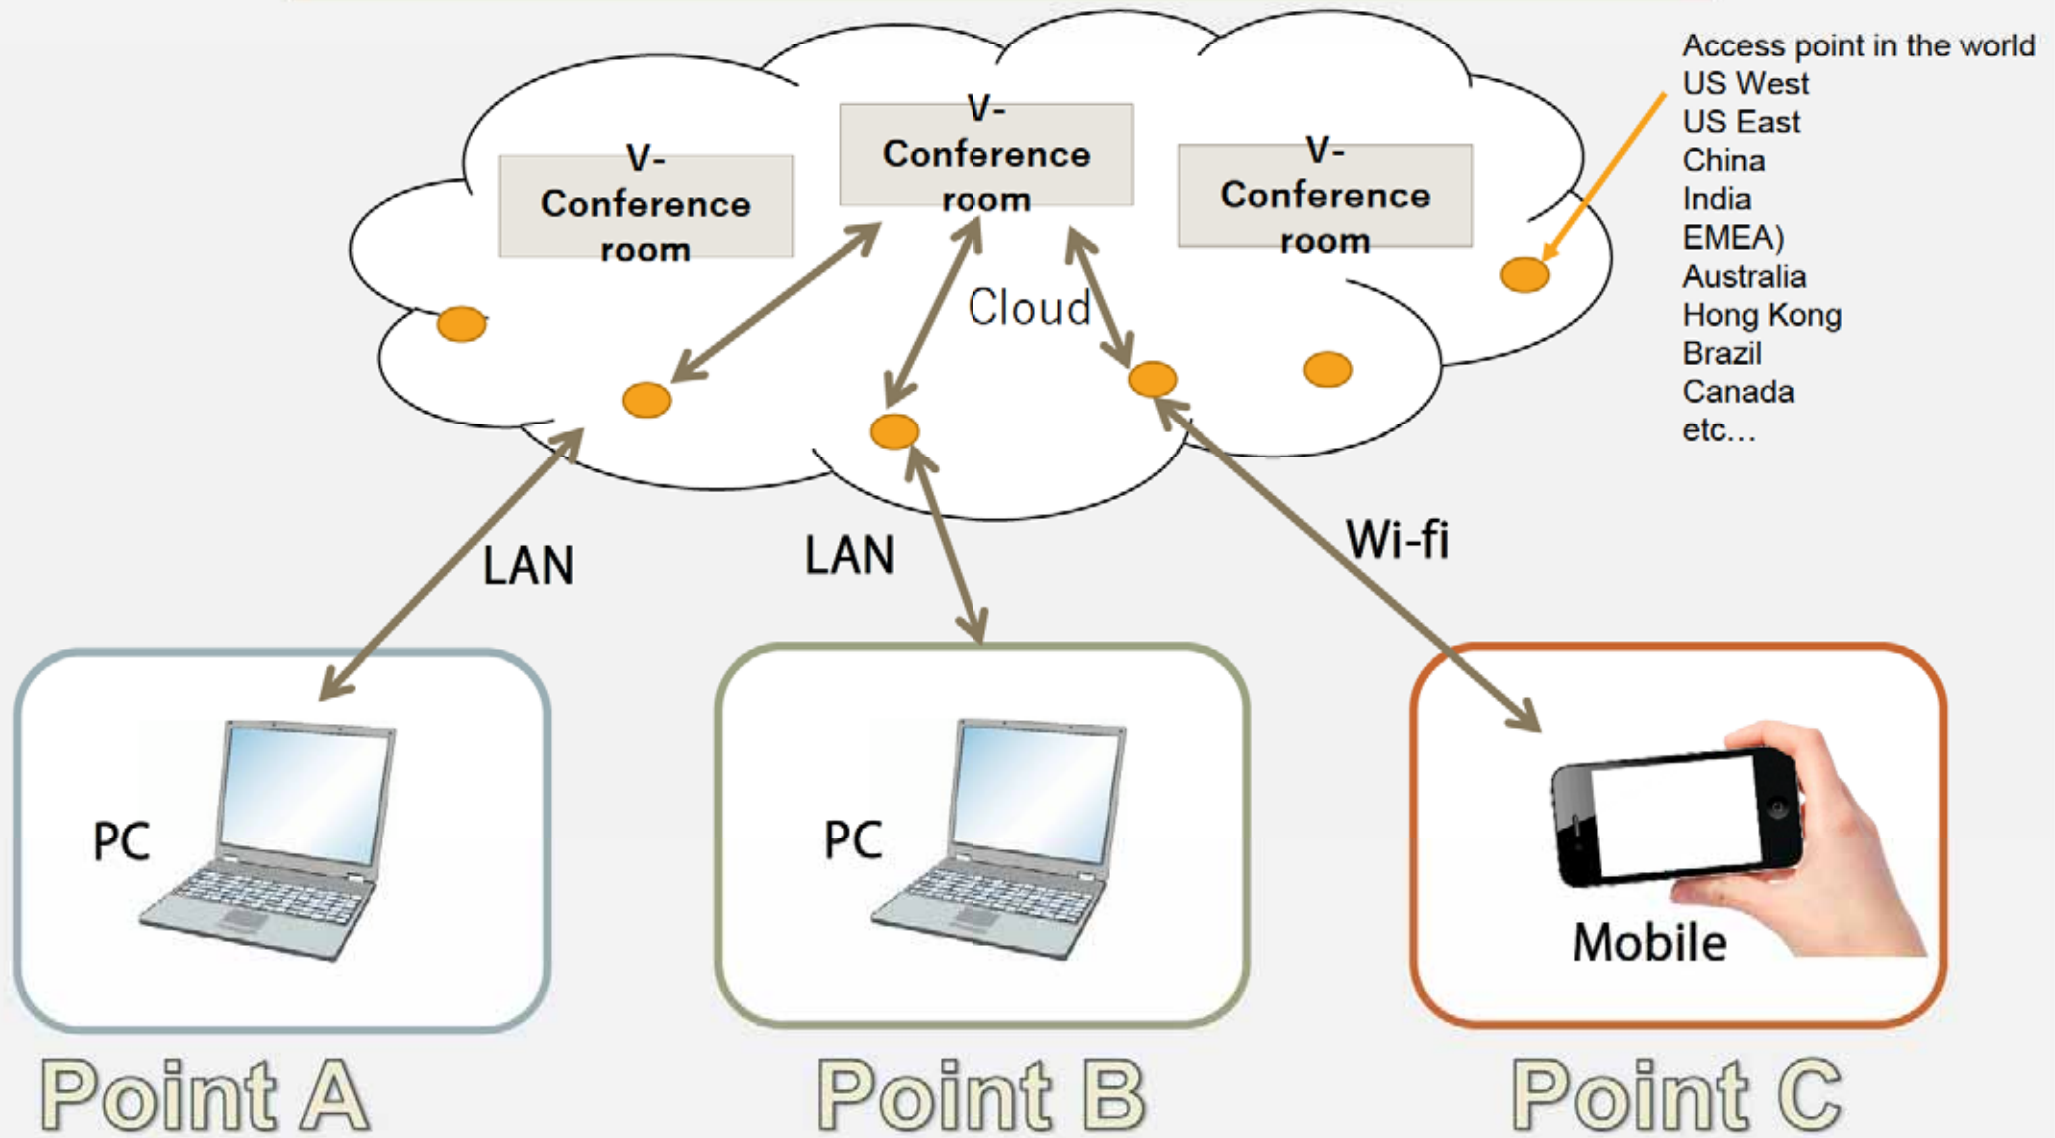 V-
Conference
room
V-
Conference
room
V-
Conference
room
Cloud
Access point in the world
US West
US East
China
India
EMEA)
Australia
Hong Kong
Brazil
Canada
etc...
LAN
LAN
Wi-fi
PC
PC
Mobile
Point A
Point B
Point C